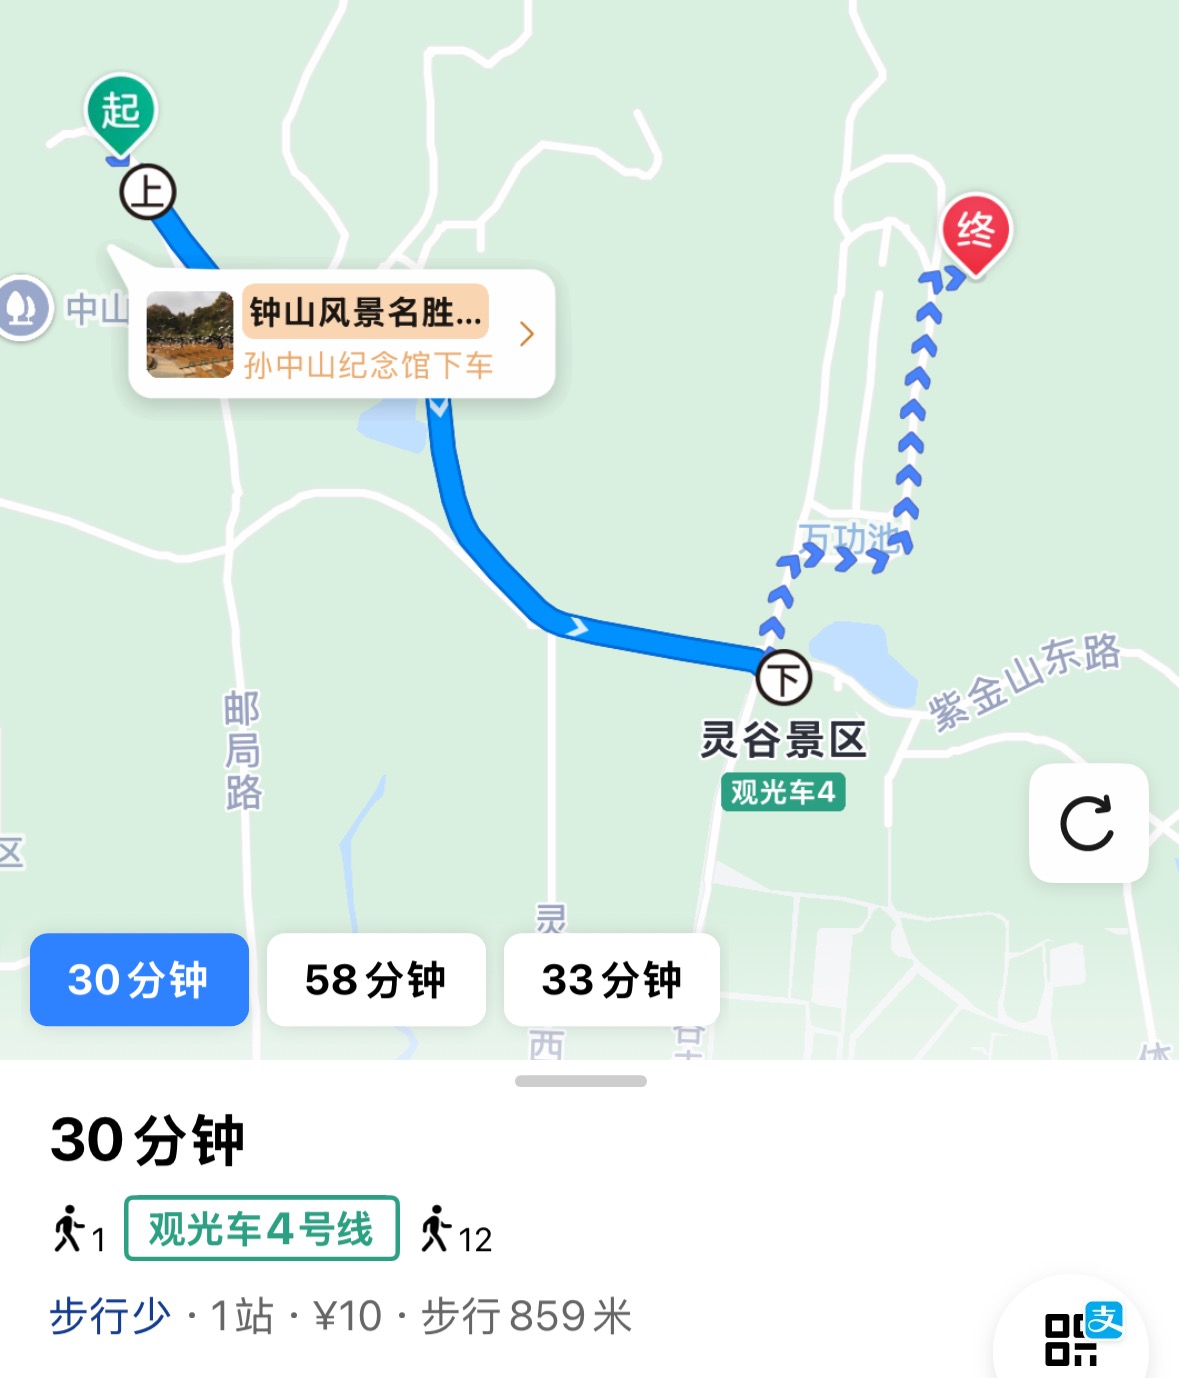 起
上
终
中山
钟山风景名胜...
孙中山纪念馆下车
万功池
紫金山东路
下
灵谷景区
观光车4
邮局路
区
灵
西
30分钟
58分钟
33分钟
30分钟
1 观光车4号线 12
步行少 · 1站 · ¥10 · 步行859米
支